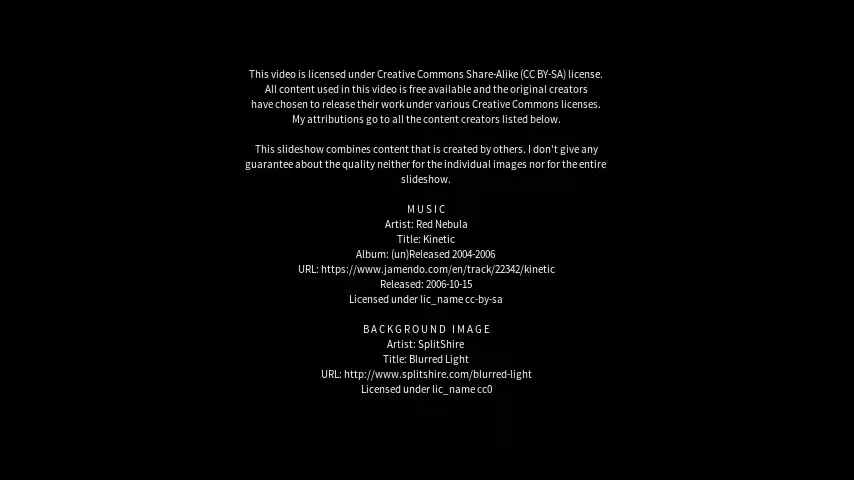 This video is licensed under Creative Commons Share-Alike (CC BY-SA) license.
All content used in this video is free available and the original creators
have chosen to release their work under various Creative Commons licenses.
My attributions go to all the content creators listed below.
This slideshow combines content that is created by others. I don't give any
guarantee about the quality neither for the individual images nor for the entire
slideshow.
MUSIC
Artist: Red Nebula
Title: Kinetic
Album: (un)Released 2004-2006
URL: https://www.jamendo.com/en/track/22342/kinetic
Released: 2006-10-15
Licensed under lic_name cc-by-sa
BACKGROUND IMAGE
Artist: SplitShire
Title: Blurred Light
URL: http://www.splitshire.com/blurred-light
Licensed under lic_name cc0